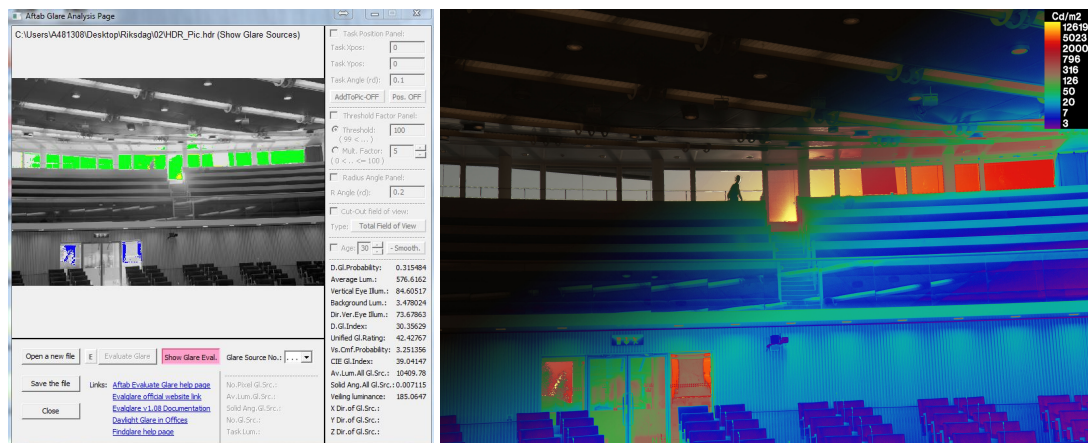 Aftab Glare Analysis Page
C:\Users\A481308\Desktop\Riksdag\02\HDR_Pic.hdr (Show Glare Sources)
Task Position Panel:
Task Xpos: 0
Task Ypos: 0
Task Angle (rd): 0.1
AddToPic-OFF Pos. OFF
Threshold Factor Panel:
Threshold: 100
( 99 < ... )
Mult. Factor: 5
( 0 < .. <= 100 )
Radius Angle Panel:
R Angle (rd): 0.2
Cut-Out field of view:
Type: Total Field of View
Age: 30 -Smooth.
D.Gl.Probability: 0.315484
Average Lum.: 576.6162
Vertical Eye Illum.: 84.60517
Background Lum.: 3.478024
Dir.Ver.Eye Illum.: 73.67863
D.Gl.Index: 30.35629
Unified Gl.Rating: 42.42767
Vs.Cmf.Probability: 3.251356
CIE Gl.Index: 39.04147
Av.Lum.All Gl.Src.: 10409.78
Solid Ang.All Gl.Src.: 0.007115
Veiling luminance: 185.0647
X Dir.of Gl.Src.:
Y Dir.of Gl.Src.:
Z Dir.of Gl.Src.:
Open a new file E Evaluate Glare Show Glare Eval. Glare Source No.: . . .
Save the file
Close
Links: Aftab Evaluate Glare help page
Evalglare official website link
Evalglare v1.08 Documentation
Daylight Glare in Offices
Findglare help page
No.Pixel Gl.Src.:
Av.Lum.Gl.Src.:
Solid Ang.Gl.Src.:
No.Gl.Src.:
Task Lum.:
Cd/m2
12619
5023
2000
796
316
126
50
20
7
3